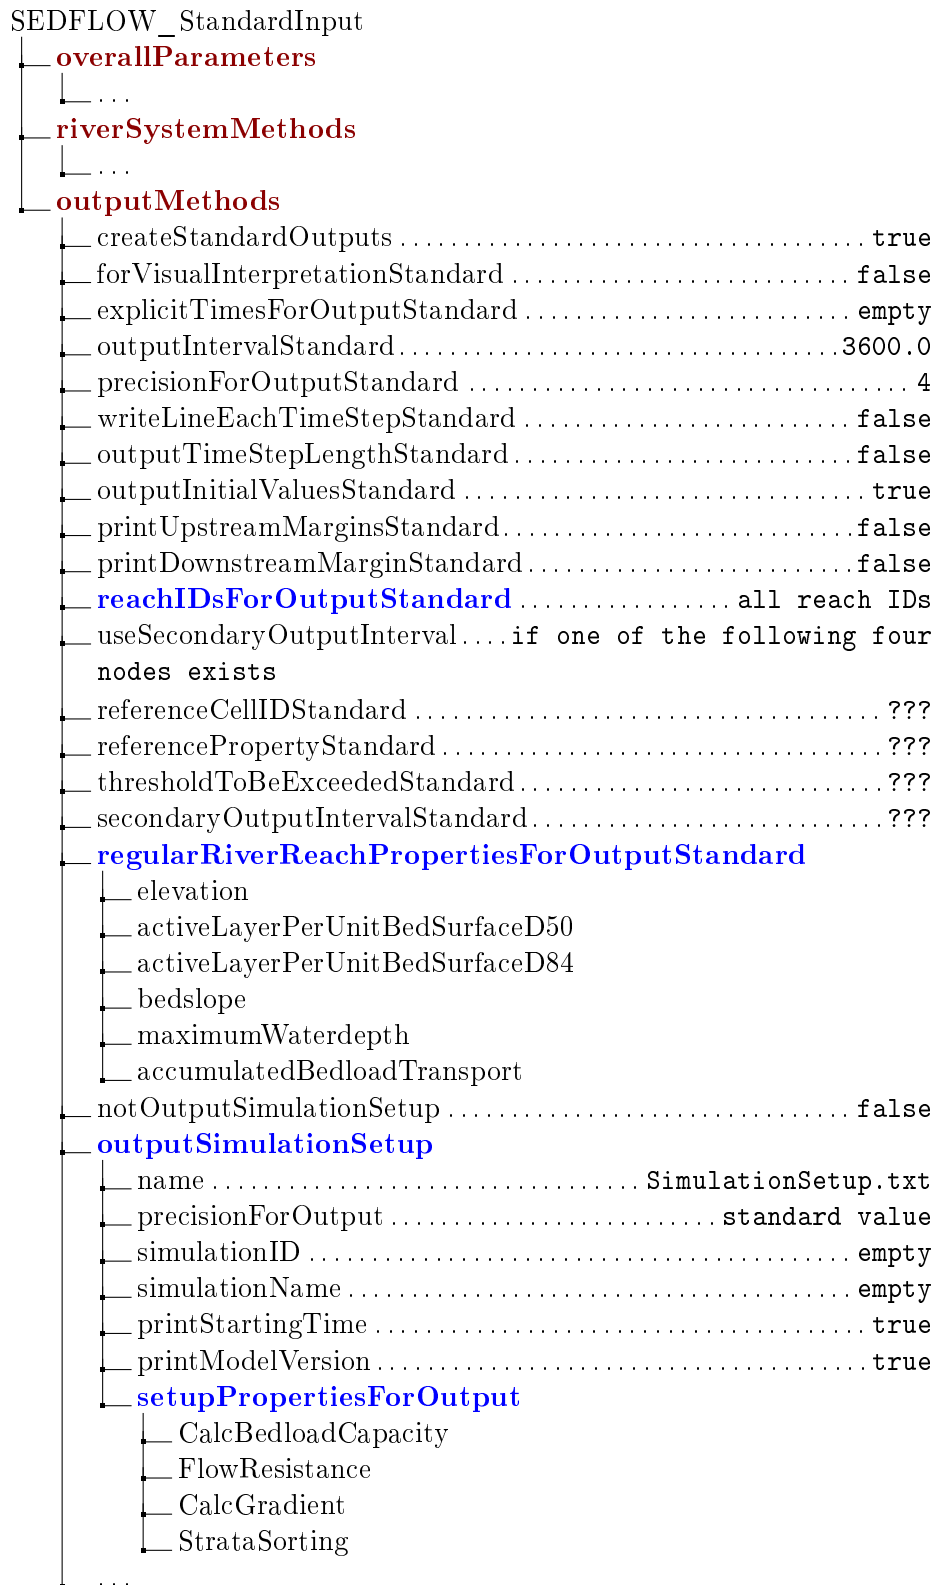 SEDFLOW_StandardInput
overallParameters
...
riverSystemMethods
...
outputMethods
createStandardOutputs ..................................... true
forVisualInterpretationStandard ........................... false
explicitTimesForOutputStandard .......................... empty
outputIntervalStandard................................... 3600.0
precisionForOutputStandard ................................... 4
writeLineEachTimeStepStandard .......................... false
outputTimeStepLengthStandard........................... false
outputInitialValuesStandard ............................... true
printUpstreamMarginsStandard............................ false
printDownstreamMarginStandard.......................... false
reachIDsForOutputStandard ................. all reach IDs
useSecondaryOutputInterval.... if one of the following four
nodes exists
referenceCellIDStandard ..................................... ???
referencePropertyStandard ................................... ???
thresholdToBeExceededStandard............................. ???
secondaryOutputIntervalStandard............................ ???
regularRiverReachPropertiesForOutputStandard
elevation
activeLayerPerUnitBedSurfaceD50
activeLayerPerUnitBedSurfaceD84
bedslope
maximumWaterdepth
accumulatedBedloadTransport
notOutputSimulationSetup ................................ false
outputSimulationSetup
name .................................. SimulationSetup.txt
precisionForOutput .......................... standard value
simulationID ........................................... empty
simulationName ........................................ empty
printStartingTime ....................................... true
printModelVersion ....................................... true
setupPropertiesForOutput
CalcBedloadCapacity
FlowResistance
CalcGradient
StrataSorting
...